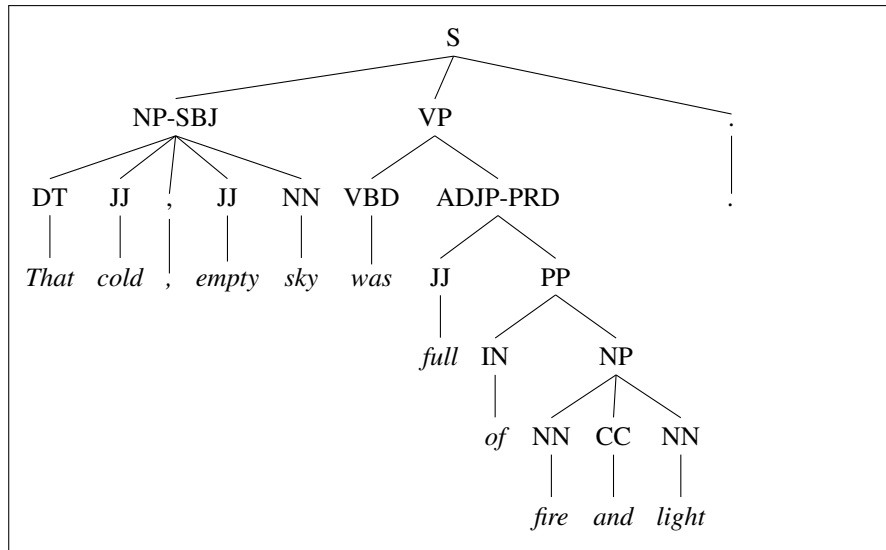 S
NP-SBJ VP .
DT JJ , JJ NN VBD ADJP-PRD .
That cold , empty sky was JJ PP
full IN NP
of NN CC NN
fire and light